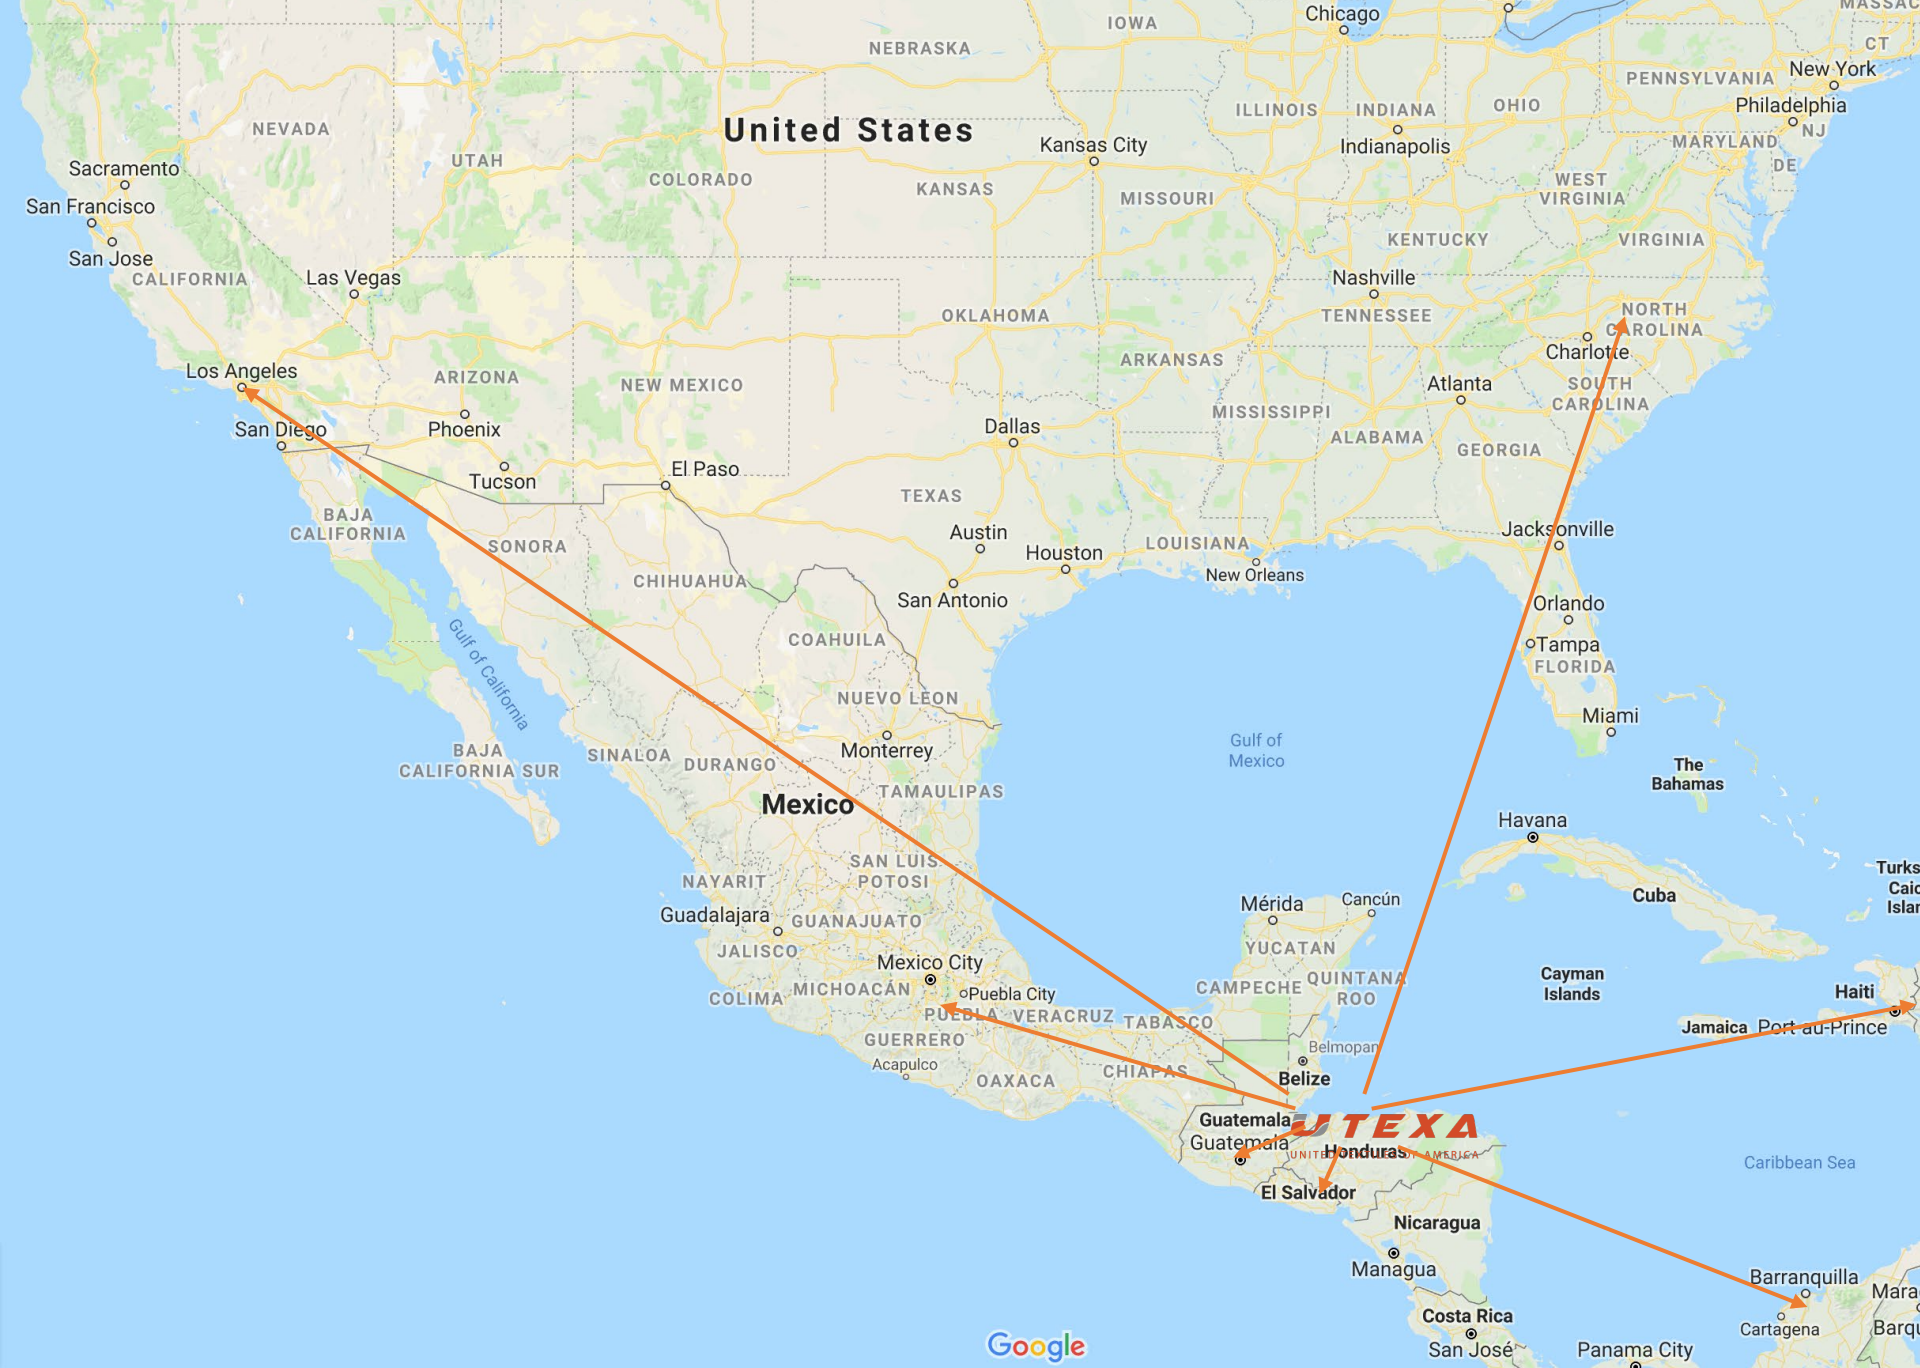 Chicago
MASSAC
IOWA
NEBRASKA
CT
New York
PENNSYLVANIA
Philadelphia
ILLINOIS
INDIANA
OHIO
NJ
NEVADA
United States
Kansas City
Indianapolis
MARYLAND
DE
UTAH
Sacramento
COLORADO
KANSAS
MISSOURI
WEST
VIRGINIA
San Francisco
KENTUCKY
VIRGINIA
San Jose
CALIFORNIA
Las Vegas
Nashville
OKLAHOMA
TENNESSEE
NORTH
CAROLINA
Charlotte
Los Angeles
ARIZONA
NEW MEXICO
ARKANSAS
Atlanta
SOUTH
CAROLINA
San Diego
Phoenix
Dallas
MISSISSIPPI
ALABAMA
GEORGIA
El Paso
Tucson
TEXAS
BAJA
CALIFORNIA
SONORA
Austin
Houston
LOUISIANA
Jacksonville
CHIHUAHUA
New Orleans
San Antonio
Orlando
COAHUILA
Tampa
FLORIDA
Gulf of California
NUEVO LEON
Miami
BAJA
CALIFORNIA SUR
SINALOA
DURANGO
Monterrey
Gulf of
Mexico
The
Bahamas
TAMAULIPAS
Mexico
Havana
SAN LUIS
POTOSI
NAYARIT
Turks
Caic
Islan
Cuba
Guadalajara
GUANAJUATO
Mérida
Cancún
JALISCO
YUCATAN
Mexico City
CAMPECHE
QUINTANA
ROO
Cayman
Islands
COLIMA
MICHOACÁN
Puebla City
Haiti
PUEBLA
VERACRUZ
TABASCO
Jamaica
Port-au-Prince
GUERRERO
Belmopan
Acapulco
OAXACA
CHIAPAS
Belize
Guatemala
UTEXA
Guatemala
Honduras
UNITED TEXTILES OF AMERICA
Caribbean Sea
El Salvador
Nicaragua
Managua
Barranquilla
Mara
Costa Rica
Cartagena
Barqu
Google
San José
Panama City